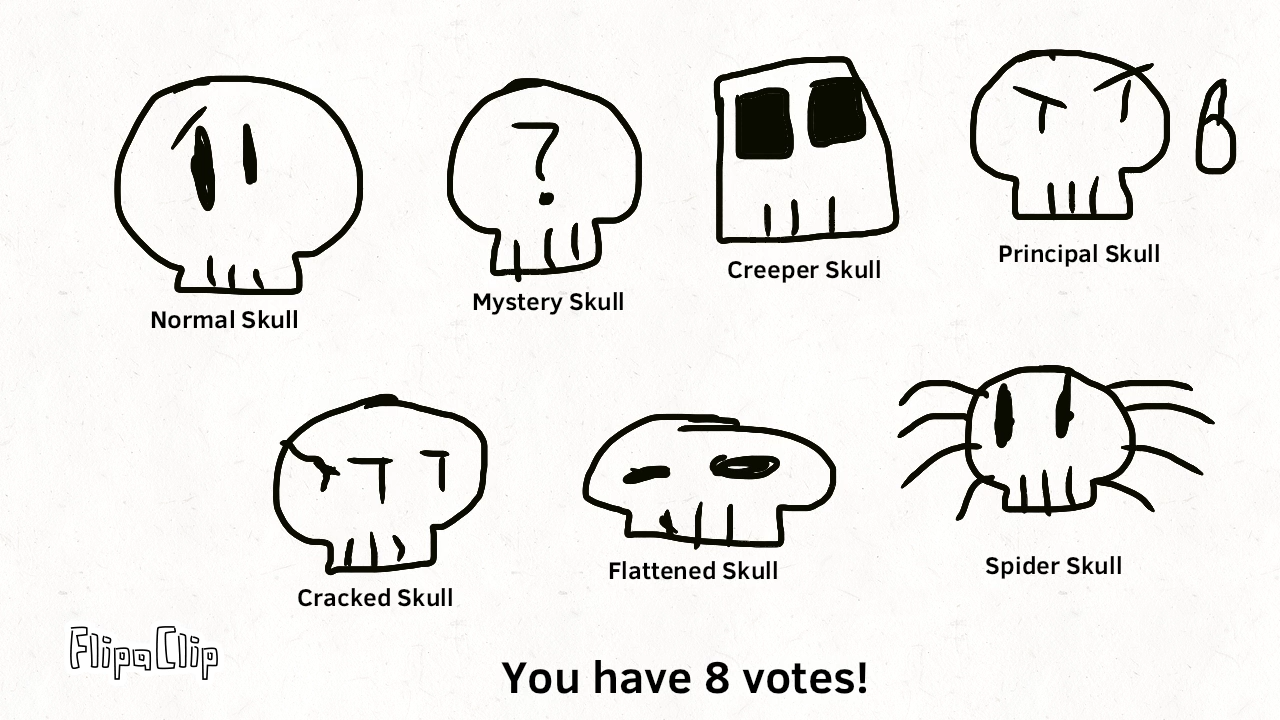 ?
Normal Skull
Mystery Skull
Creeper Skull
Principal Skull
Cracked Skull
Flattened Skull
Spider Skull
FlipaClip
You have 8 votes!